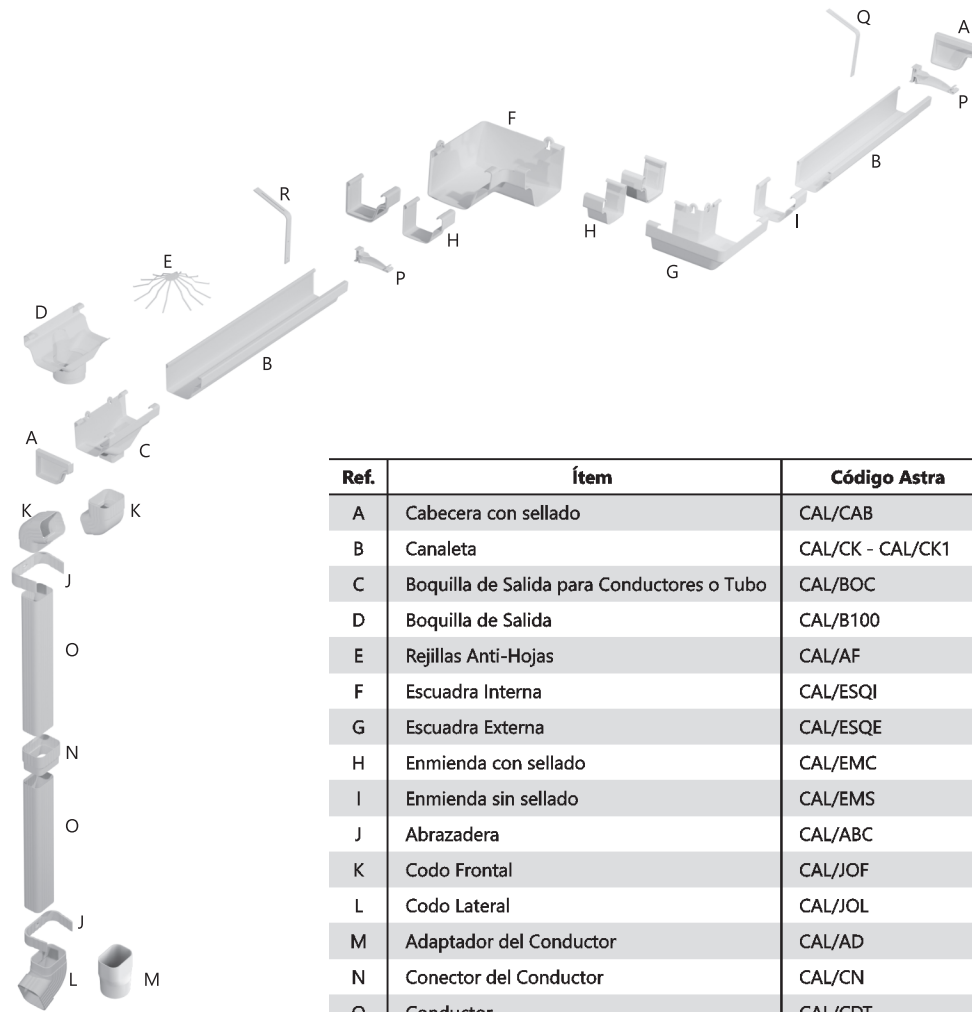 Q
A
P
F
B
R
H
H
I
G
E
P
D
B
A
C
K
K
J
O
N
O
J
L
M
Ref. Ítem Código Astra
A Cabecera con sellado CAL/CAB
B Canaleta CAL/CK - CAL/CK1
C Boquilla de Salida para Conductores o Tubo CAL/BOC
D Boquilla de Salida CAL/B100
E Rejillas Anti-Hojas CAL/AF
F Escuadra Interna CAL/ESQI
G Escuadra Externa CAL/ESQE
H Enmienda con sellado CAL/EMC
I Enmienda sin sellado CAL/EMS
J Abrazadera CAL/ABC
K Codo Frontal CAL/JOF
L Codo Lateral CAL/JOL
M Adaptador del Conductor CAL/AD
N Conector del Conductor CAL/CN
O Conductor CAL/CDT